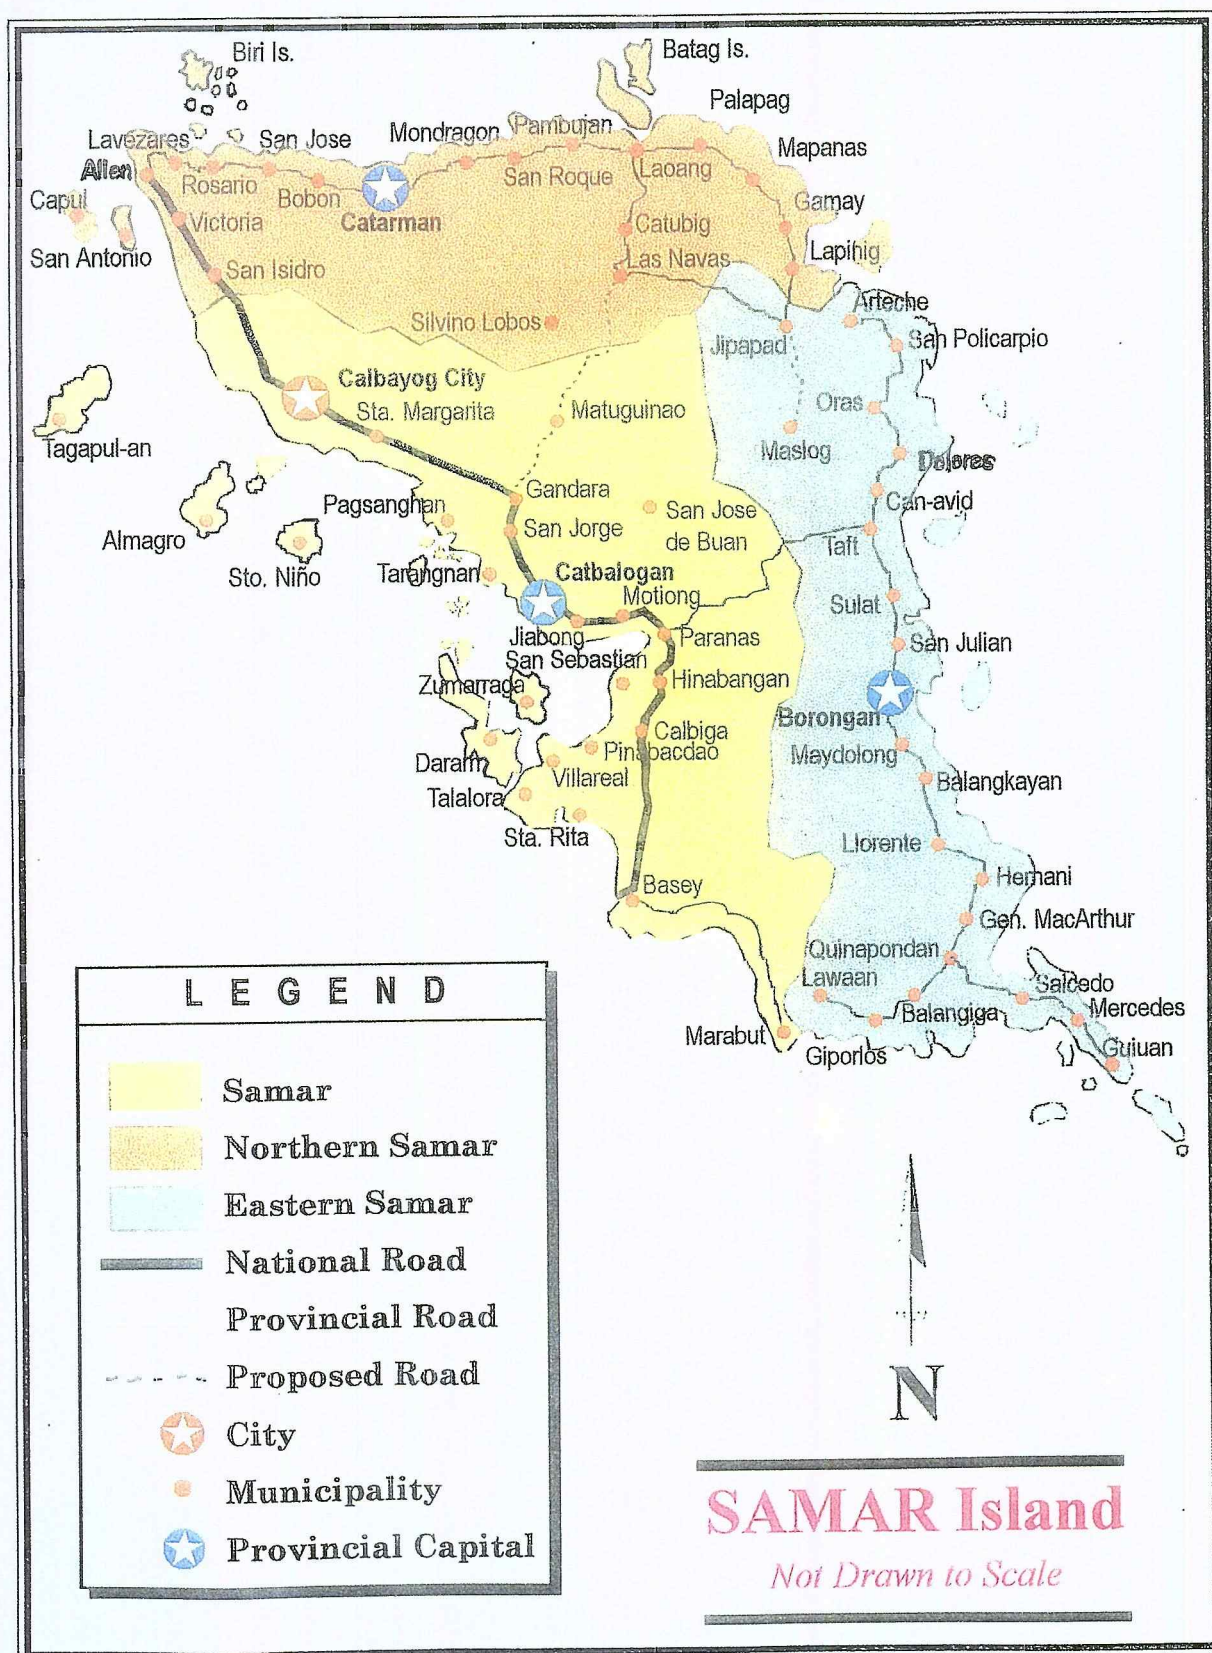 Biri Is.
Batag Is.
Palapag
Lavezares
San Jose
Mondragon
Pambujan
Mapanas
Allen
Rosario
Bobon
San Roque
Laoang
Capul
Victoria
Catarman
Catubig
Gamay
San Antonio
San Isidro
Las Navas
Lapihig
Silvino Lobos
Arteche
Jipapad
San Policarpio
Calbayog City
Sta. Margarita
Matuguinao
Oras
Tagapul-an
Maslog
Dolores
Pagsanghan
Gandara
San Jose
de Buan
Can-avid
Almagro
San Jorge
Taft
Sto. Niño
Tarangnan
Catbalogan
Motiong
Sulat
Jiabong
Paranas
San Julian
San Sebastian
Zumarraga
Hinabangan
Borongan
Calbiga
Pinabacdao
Maydolong
Daram
Villareal
Balangkayan
Talalora
Sta. Rita
Llorente
Basey
Hernani
Gen. MacArthur
Quinapondan
Lawaan
Salcedo
Balangiga
Mercedes
Marabut
Giporlos
Guiuan
LEGEND
Samar
Northern Samar
Eastern Samar
National Road
Provincial Road
Proposed Road
City
Municipality
Provincial Capital
N
SAMAR Island
Not Drawn to Scale